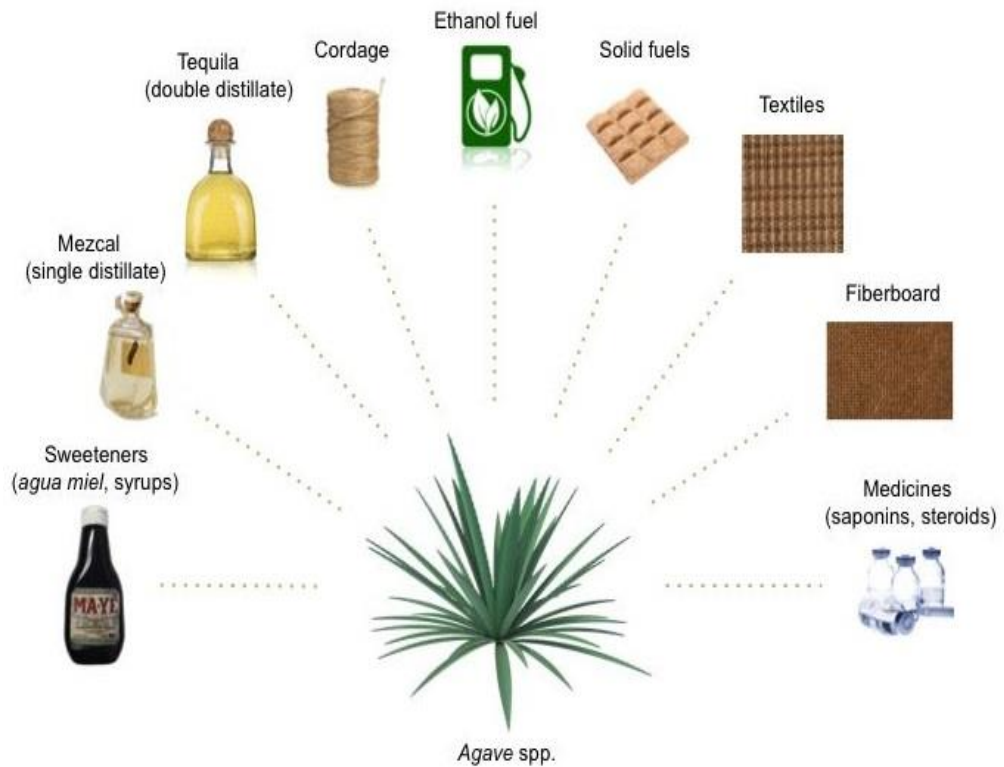 Ethanol fuel
Cordage
Solid fuels
Tequila
(double distillate)
Textiles
Mezcal
(single distillate)
Fiberboard
Sweeteners
(agua miel, syrups)
Medicines
(saponins, steroids)
MA·YE
Agave spp.